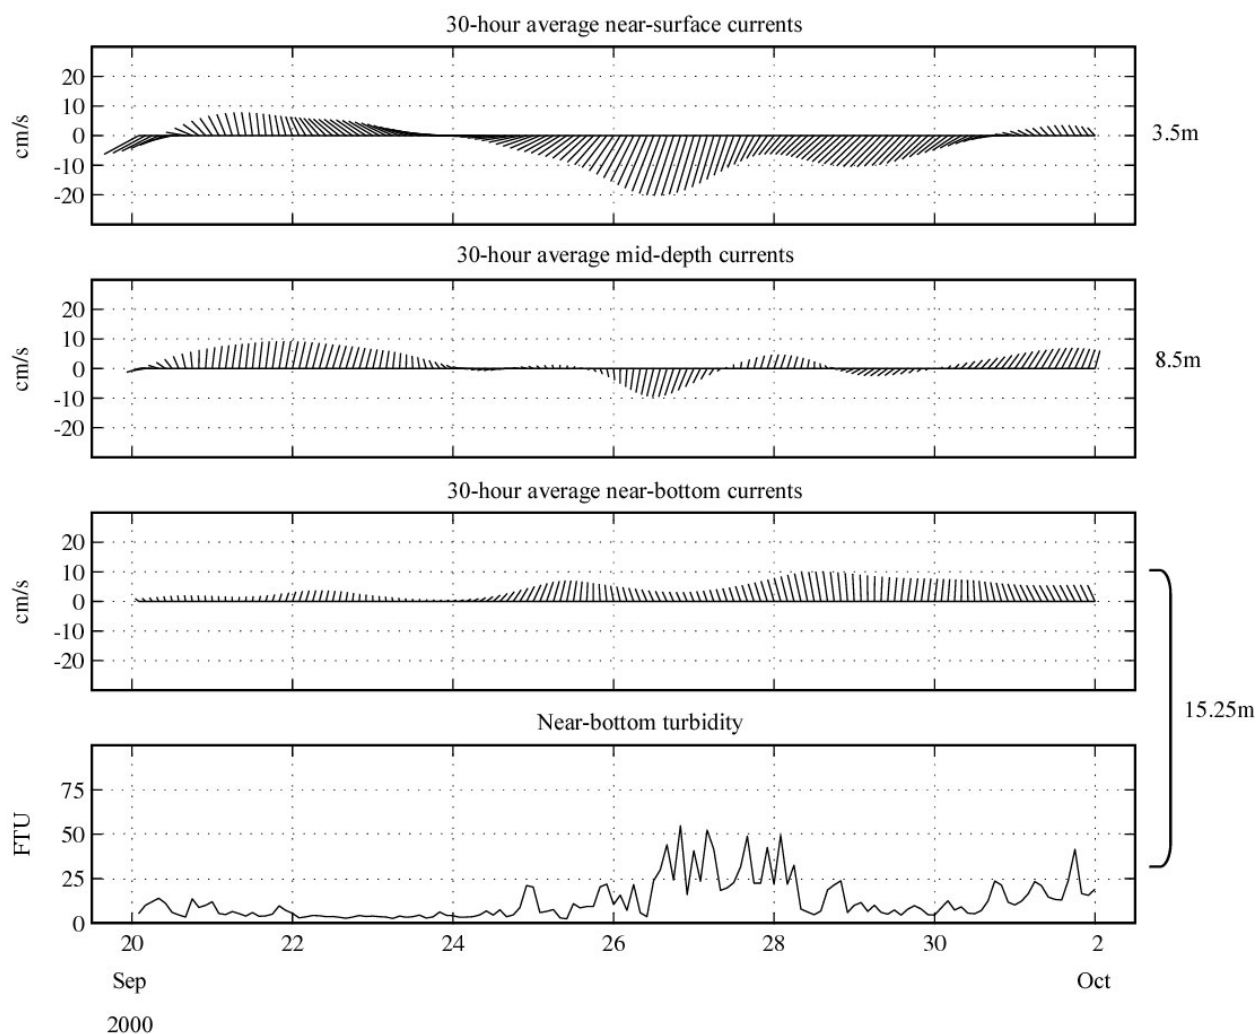 30-hour average near-surface currents
20
10
0
-10
-20
cm/s
3.5m
30-hour average mid-depth currents
20
10
0
-10
-20
cm/s
8.5m
30-hour average near-bottom currents
20
10
0
-10
-20
cm/s
15.25m
Near-bottom turbidity
75
50
25
0
FTU
20 22 24 26 28 30 2
Sep Oct
2000